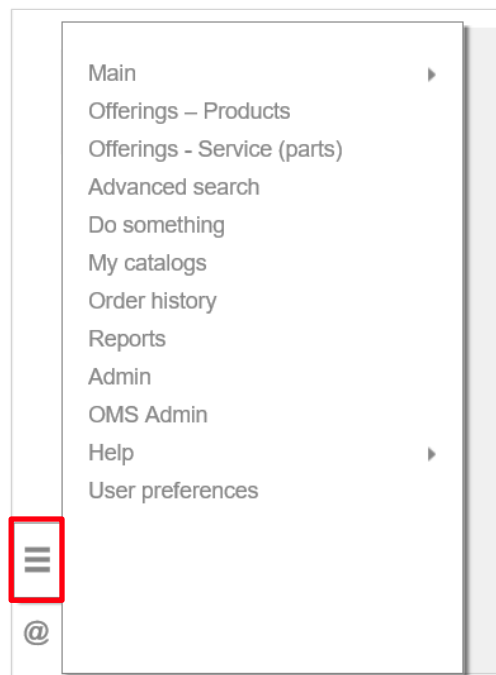 Main
Offerings – Products
Offerings - Service (parts)
Advanced search
Do something
My catalogs
Order history
Reports
Admin
OMS Admin
Help
User preferences
@